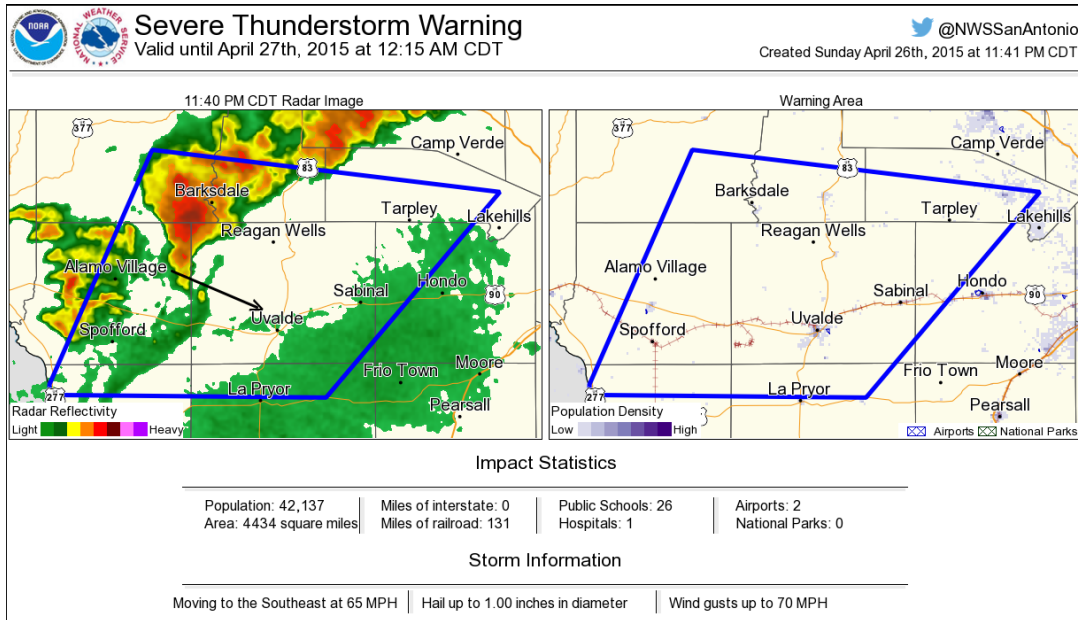 Severe Thunderstorm Warning
Valid until April 27th, 2015 at 12:15 AM CDT
@NWSSanAntonio
Created Sunday April 26th, 2015 at 11:41 PM CDT
NOAA
NATIONAL WEATHER SERVICE
11:40 PM CDT Radar Image
377
Camp Verde
83
Barksdale
Tarpley
Lakehills
Reagan Wells
Alamo Village
Hondo
Sabinal
90
Uvalde
Spofford
Moore
Frio Town
La Pryor
277
Pearsall
Radar Reflectivity
Light Heavy
Warning Area
377
Camp Verde
83
Barksdale
Tarpley
Lakehills
Reagan Wells
Alamo Village
Hondo
Sabinal
90
Uvalde
Spofford
Moore
Frio Town
La Pryor
277
Pearsall
Population Density
Low High
Airports National Parks
Impact Statistics
Population: 42,137 Miles of interstate: 0 Public Schools: 26 Airports: 2
Area: 4434 square miles Miles of railroad: 131 Hospitals: 1 National Parks: 0
Storm Information
Moving to the Southeast at 65 MPH Hail up to 1.00 inches in diameter Wind gusts up to 70 MPH